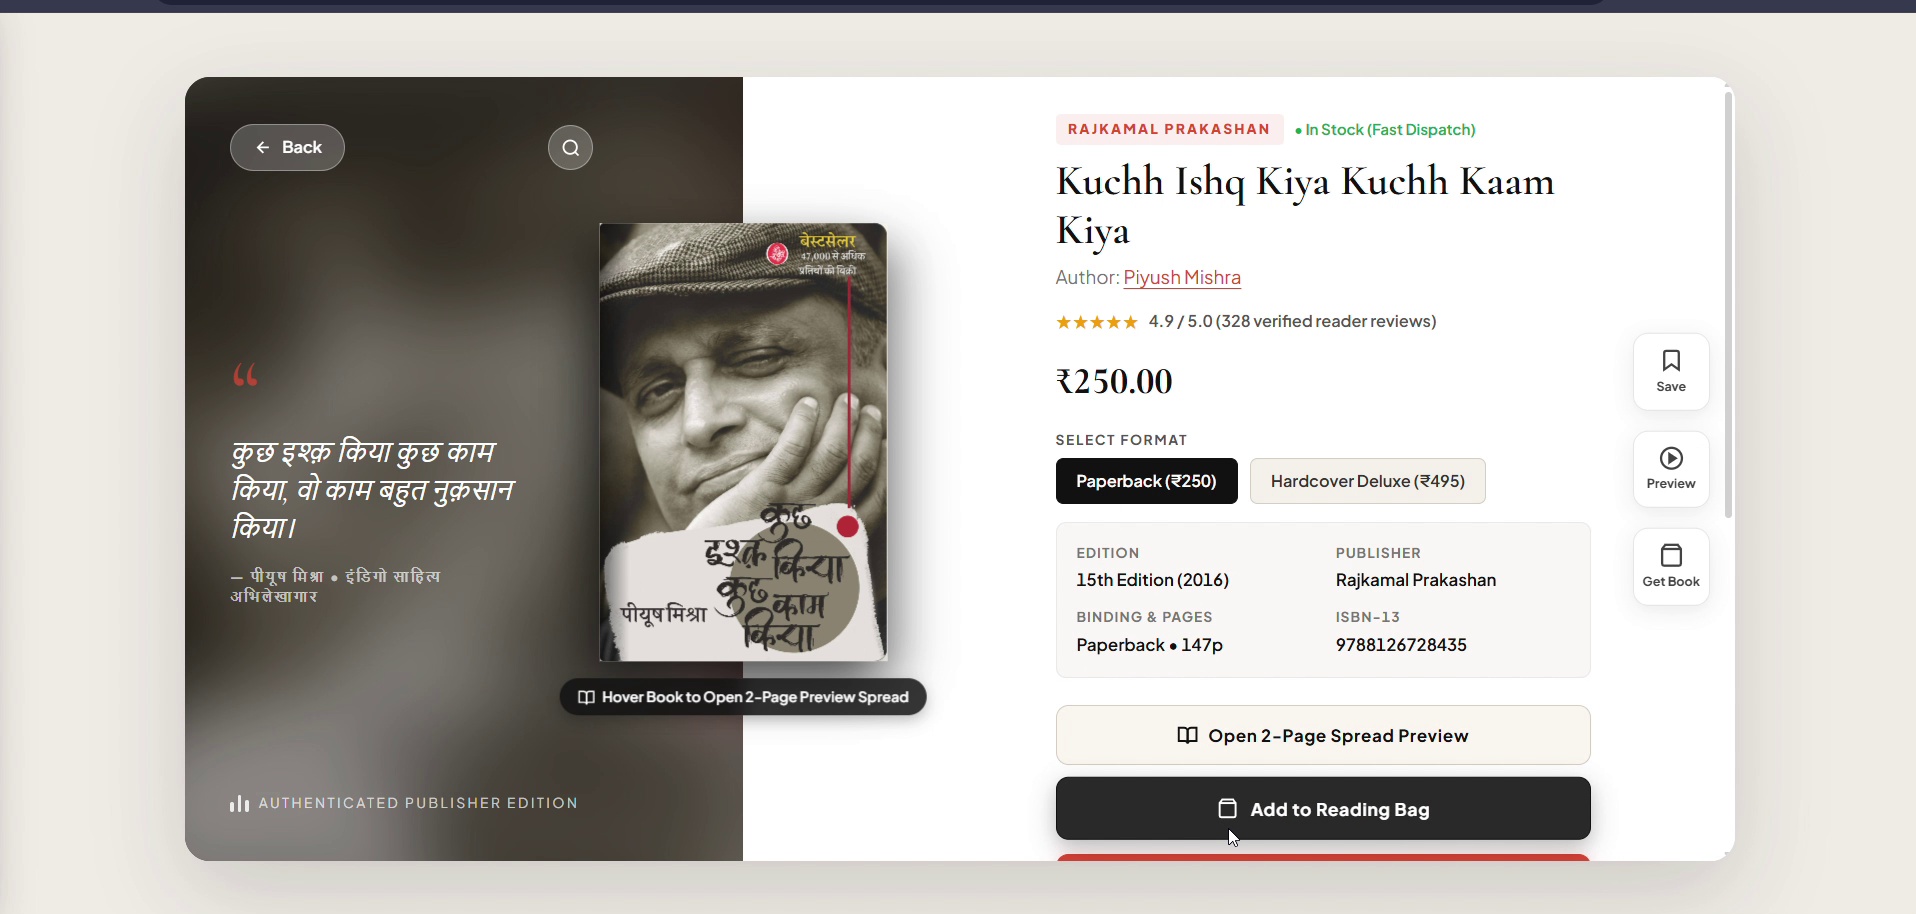 Back
“
कुछ इश्क़ किया कुछ काम
किया, वो काम बहुत नुक़सान
किया।
— पीयूष मिश्रा • इंडिगो साहित्य
अभिलेखागार
AUTHENTICATED PUBLISHER EDITION
बेस्टसेलर
47,000 से अधिक
प्रतियों की बिक्री
कुछ
इश्क़ किया
कुछ काम
किया
पीयूष मिश्रा
Hover Book to Open 2-Page Preview Spread
RAJKAMAL PRAKASHAN
• In Stock (Fast Dispatch)
Kuchh Ishq Kiya Kuchh Kaam
Kiya
Author: Piyush Mishra
★★★★★ 4.9 / 5.0 (328 verified reader reviews)
₹250.00
SELECT FORMAT
Paperback (₹250)
Hardcover Deluxe (₹495)
EDITION
15th Edition (2016)
PUBLISHER
Rajkamal Prakashan
BINDING & PAGES
Paperback • 147p
ISBN-13
9788126728435
Open 2-Page Spread Preview
Add to Reading Bag
Save
Preview
Get Book